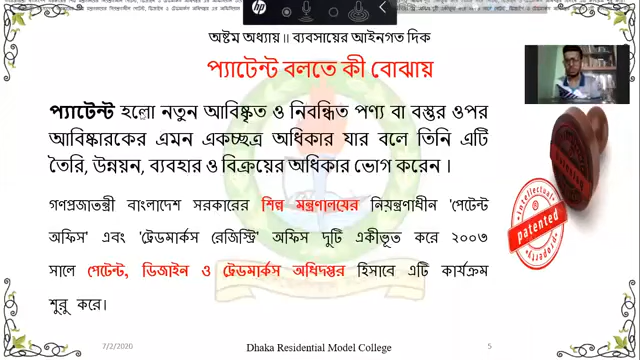 অষ্টম অধ্যায়॥ ব্যবসায়ের আইনগত দিক
প্যাটেন্ট বলতে কী বোঝায়
প্যাটেন্ট হলো নতুন আবিষ্কৃত ও নিবন্ধিত পণ্য বা বস্তুর ওপর
আবিষ্কারকের এমন একচ্ছত্র অধিকার যার বলে তিনি এটি
তৈরি, উন্নয়ন, ব্যবহার ও বিক্রয়ের অধিকার ভোগ করেন ।
গণপ্রজাতন্ত্রী বাংলাদেশ সরকারের শিল্প মন্ত্রণালয়ের নিয়ন্ত্রণাধীন 'পেটেন্ট
অফিস' এবং 'ট্রেডমার্কস রেজিস্ট্রি' অফিস দুটি একীভূত করে ২০০৩
সালে পেটেন্ট, ডিজাইন ও ট্রেডমার্কস অধিদপ্তর হিসাবে এটি কার্যক্রম
শুরু করে।
intellectual
patented
property
7/2/2020
Dhaka Residential Model College
5
hp